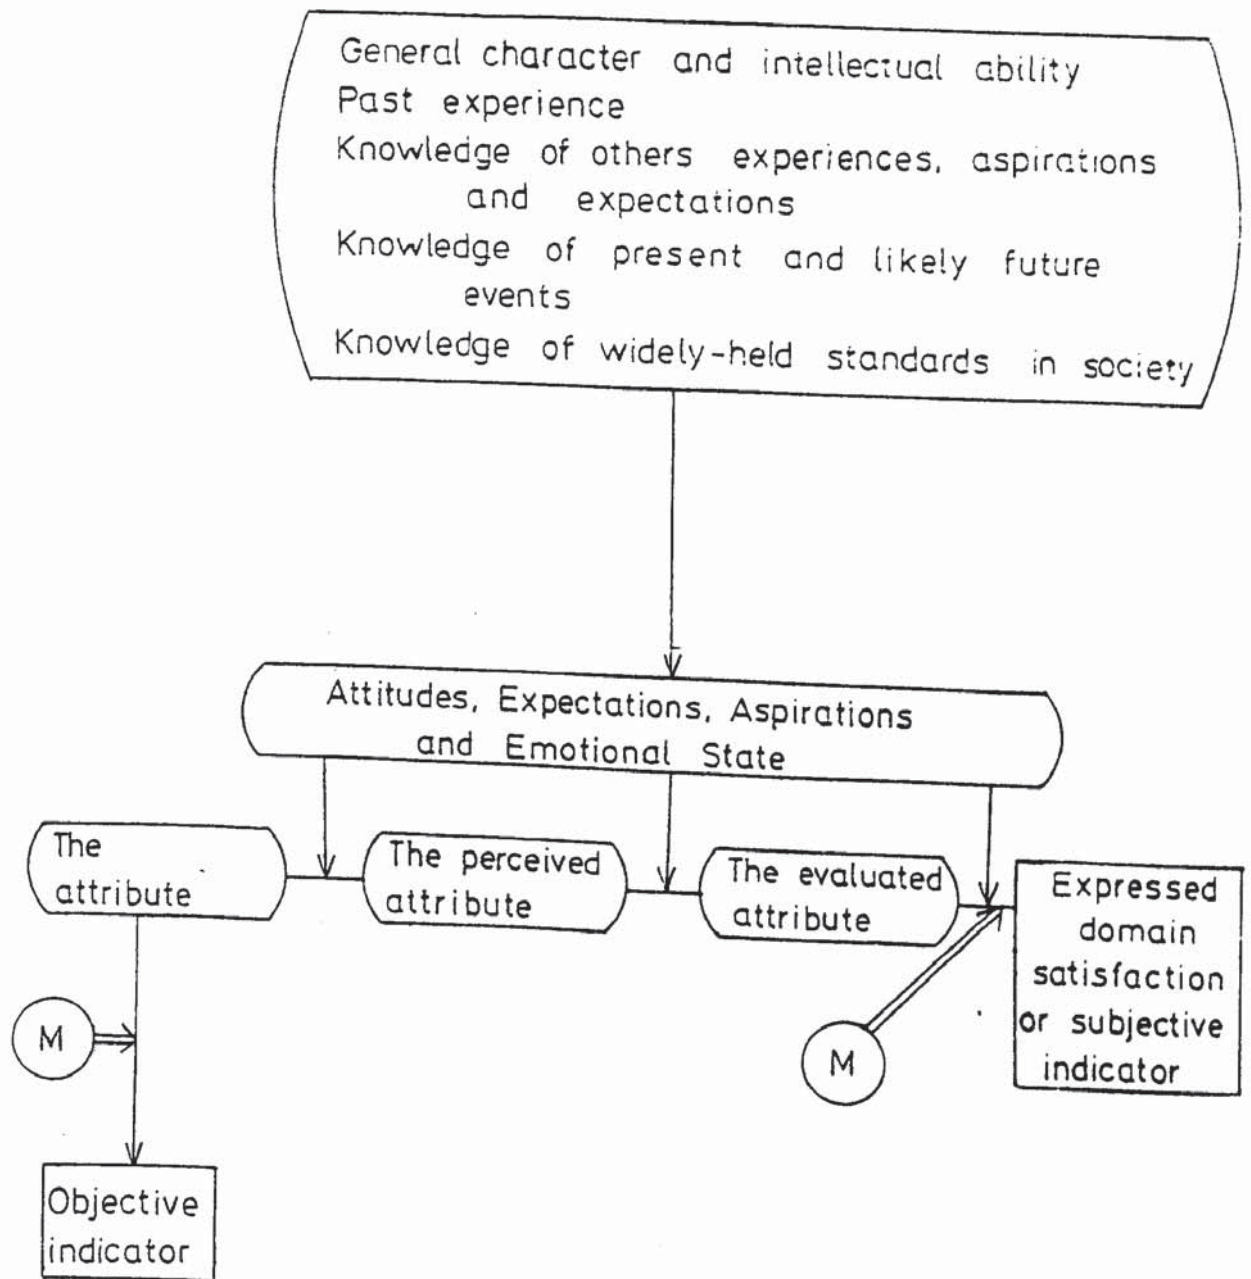 General character and intellectual ability
Past experience
Knowledge of others experiences, aspirations
and expectations
Knowledge of present and likely future
events
Knowledge of widely-held standards in society
Attitudes, Expectations, Aspirations
and Emotional State
The
attribute
The perceived
attribute
The evaluated
attribute
Expressed
domain
satisfaction
or subjective
indicator
M
M
Objective
indicator